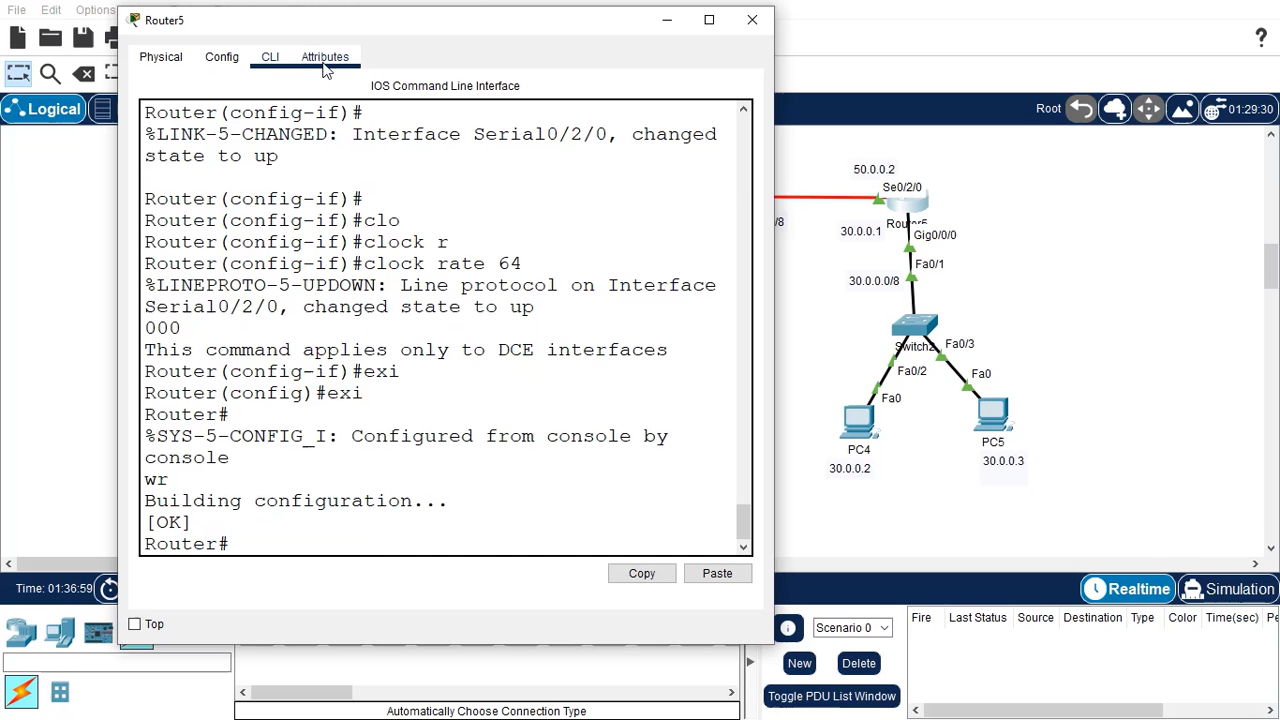 File Edit Options
Router5
Physical Config CLI Attributes
IOS Command Line Interface
Router(config-if)#
%LINK-5-CHANGED: Interface Serial0/2/0, changed
state to up
Router(config-if)#
Router(config-if)#clo
Router(config-if)#clock r
Router(config-if)#clock rate 64
%LINEPROTO-5-UPDOWN: Line protocol on Interface
Serial0/2/0, changed state to up
000
This command applies only to DCE interfaces
Router(config-if)#exi
Router(config)#exi
Router#
%SYS-5-CONFIG_I: Configured from console by
console
wr
Building configuration...
[OK]
Router#
Copy Paste
Top
Logical
Root
01:29:30
50.0.0.2
Se0/2/0
/8
30.0.0.1
Router5
Gig0/0/0
Fa0/1
30.0.0.0/8
Switch2
Fa0/3
Fa0/2
Fa0
Fa0
PC4
PC5
30.0.0.2
30.0.0.3
Time: 01:36:59
Realtime
Simulation
Scenario 0
New Delete
Toggle PDU List Window
Fire Last Status Source Destination Type Color Time(sec) Pe
Automatically Choose Connection Type